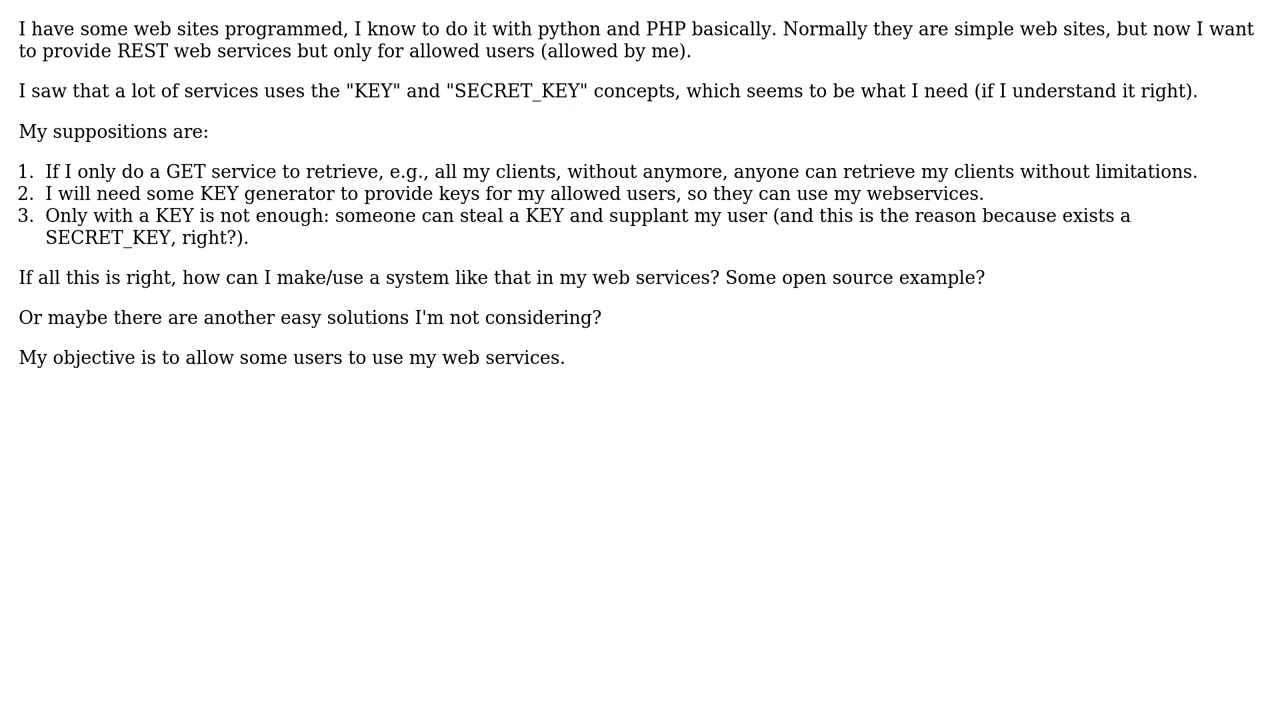 I have some web sites programmed, I know to do it with python and PHP basically. Normally they are simple web sites, but now I want
to provide REST web services but only for allowed users (allowed by me).
I saw that a lot of services uses the "KEY" and "SECRET_KEY" concepts, which seems to be what I need (if I understand it right).
My suppositions are:
1. If I only do a GET service to retrieve, e.g., all my clients, without anymore, anyone can retrieve my clients without limitations.
2. I will need some KEY generator to provide keys for my allowed users, so they can use my webservices.
3. Only with a KEY is not enough: someone can steal a KEY and supplant my user (and this is the reason because exists a
SECRET_KEY, right?).
If all this is right, how can I make/use a system like that in my web services? Some open source example?
Or maybe there are another easy solutions I'm not considering?
My objective is to allow some users to use my web services.